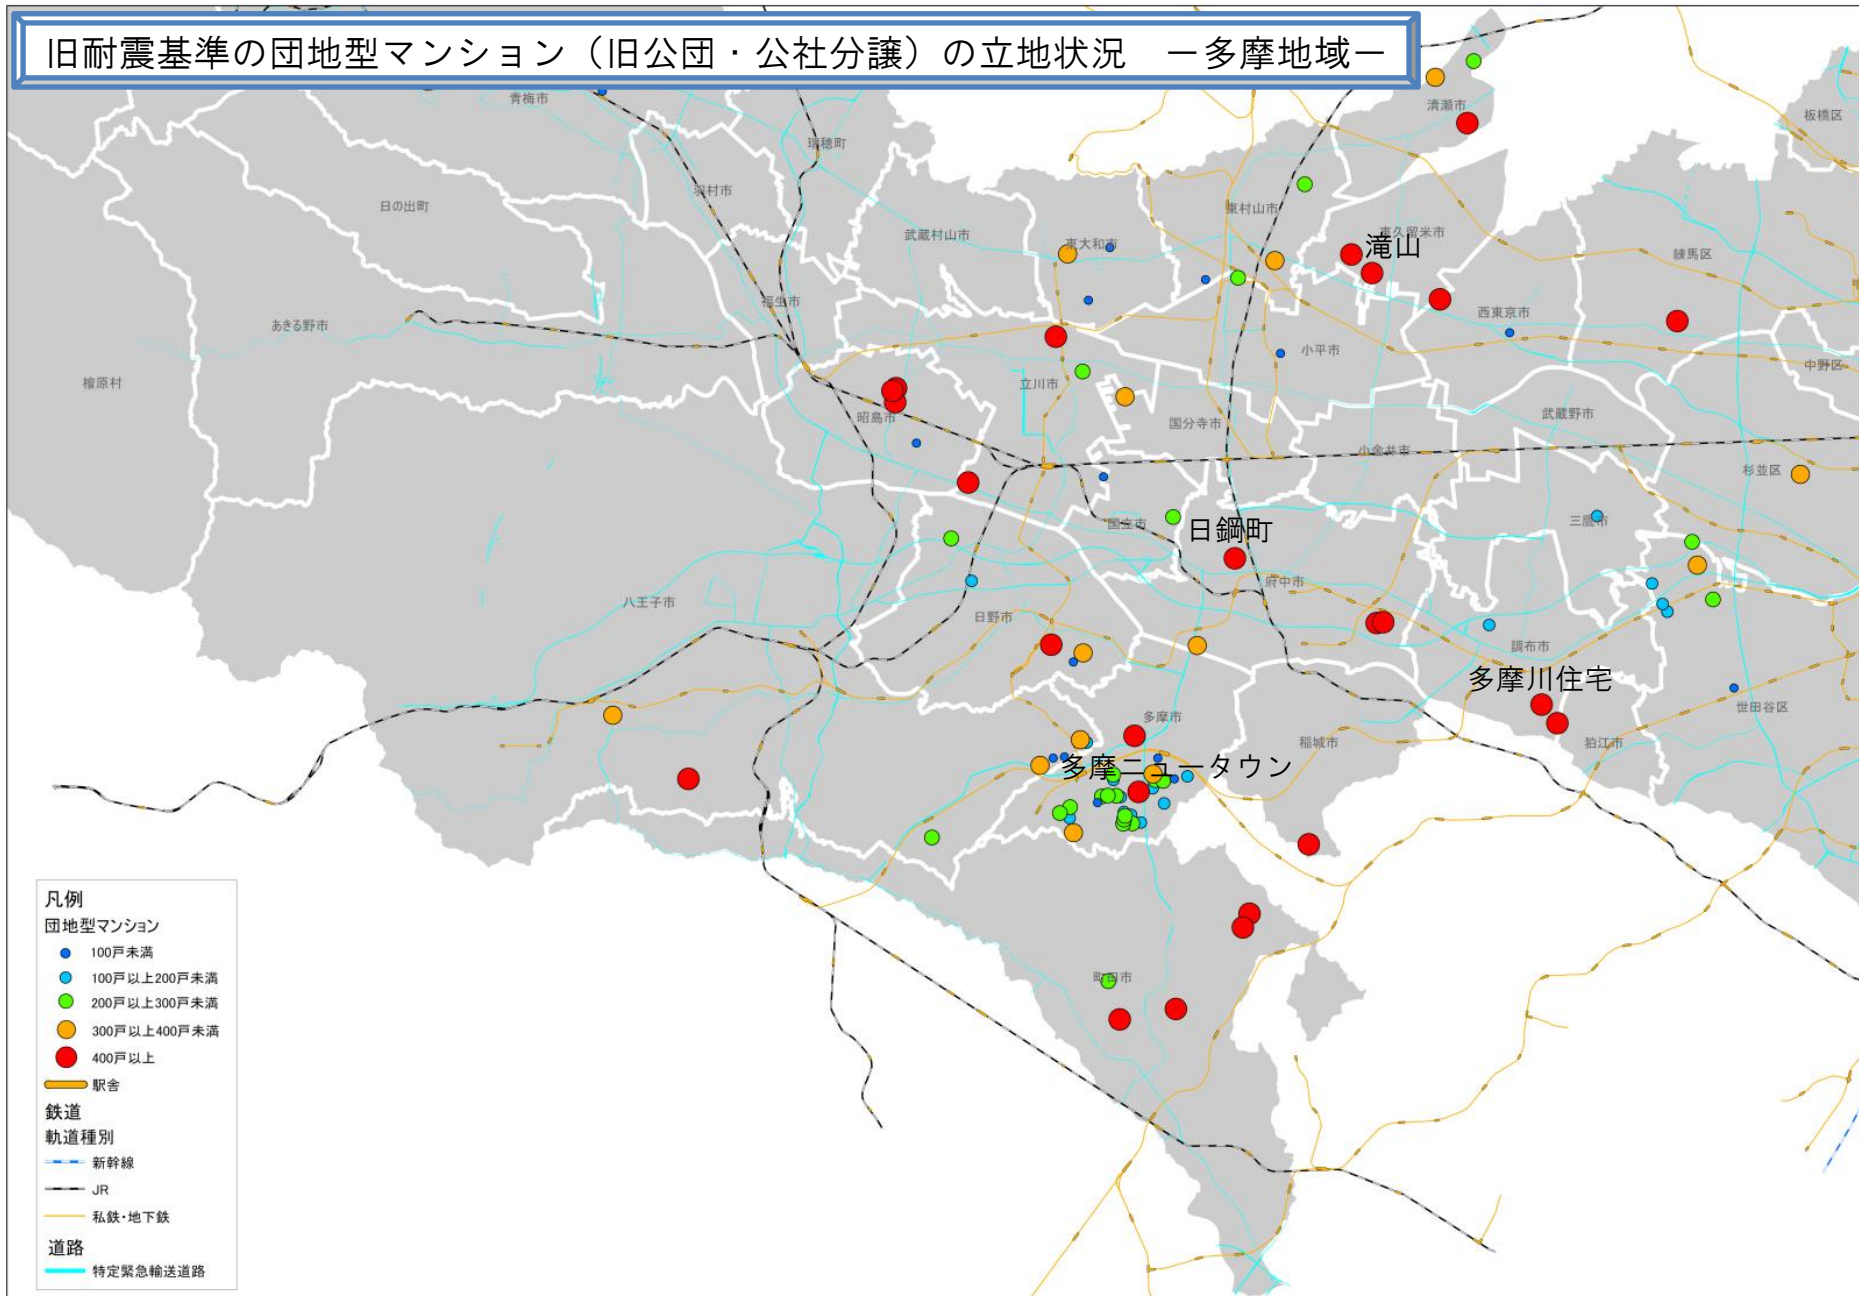 旧耐震基準の団地型マンション（旧公団・公社分譲）の立地状況　－多摩地域－
青梅市
瑞穂町
清瀬市
板橋区
羽村市
日の出町
東村山市
武蔵村山市
東大和市
東久留米市
滝山
練馬区
福生市
あきる野市
西東京市
小平市
中野区
檜原村
立川市
昭島市
国分寺市
武蔵野市
小金井市
杉並区
国立市
日鋼町
三鷹市
府中市
八王子市
日野市
調布市
多摩川住宅
多摩市
稲城市
狛江市
世田谷区
多摩ニュータウン
町田市
凡例
団地型マンション
100戸未満
100戸以上200戸未満
200戸以上300戸未満
300戸以上400戸未満
400戸以上
駅舎
鉄道
軌道種別
新幹線
JR
私鉄・地下鉄
道路
特定緊急輸送道路